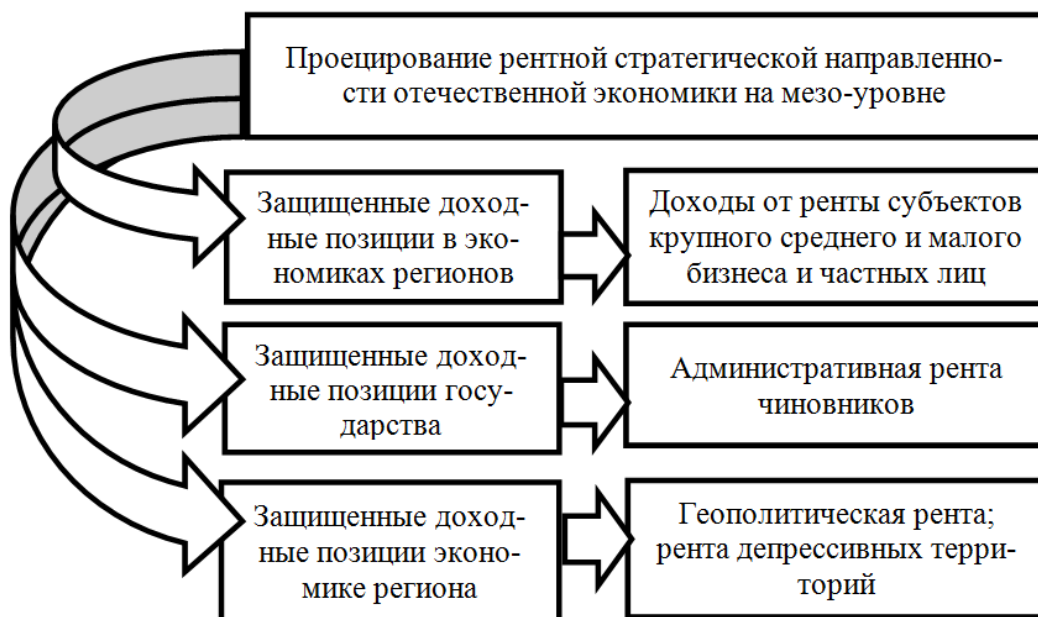 Проецирование рентной стратегической направленно-
сти отечественной экономики на мезо-уровне
Защищенные доход-
ные позиции в эко-
номиках регионов
Доходы от ренты субъектов
крупного среднего и малого
бизнеса и частных лиц
Защищенные доход-
ные позиции госу-
дарства
Административная рента
чиновников
Защищенные доход-
ные позиции эконо-
мике региона
Геополитическая рента;
рента депрессивных терри-
торий